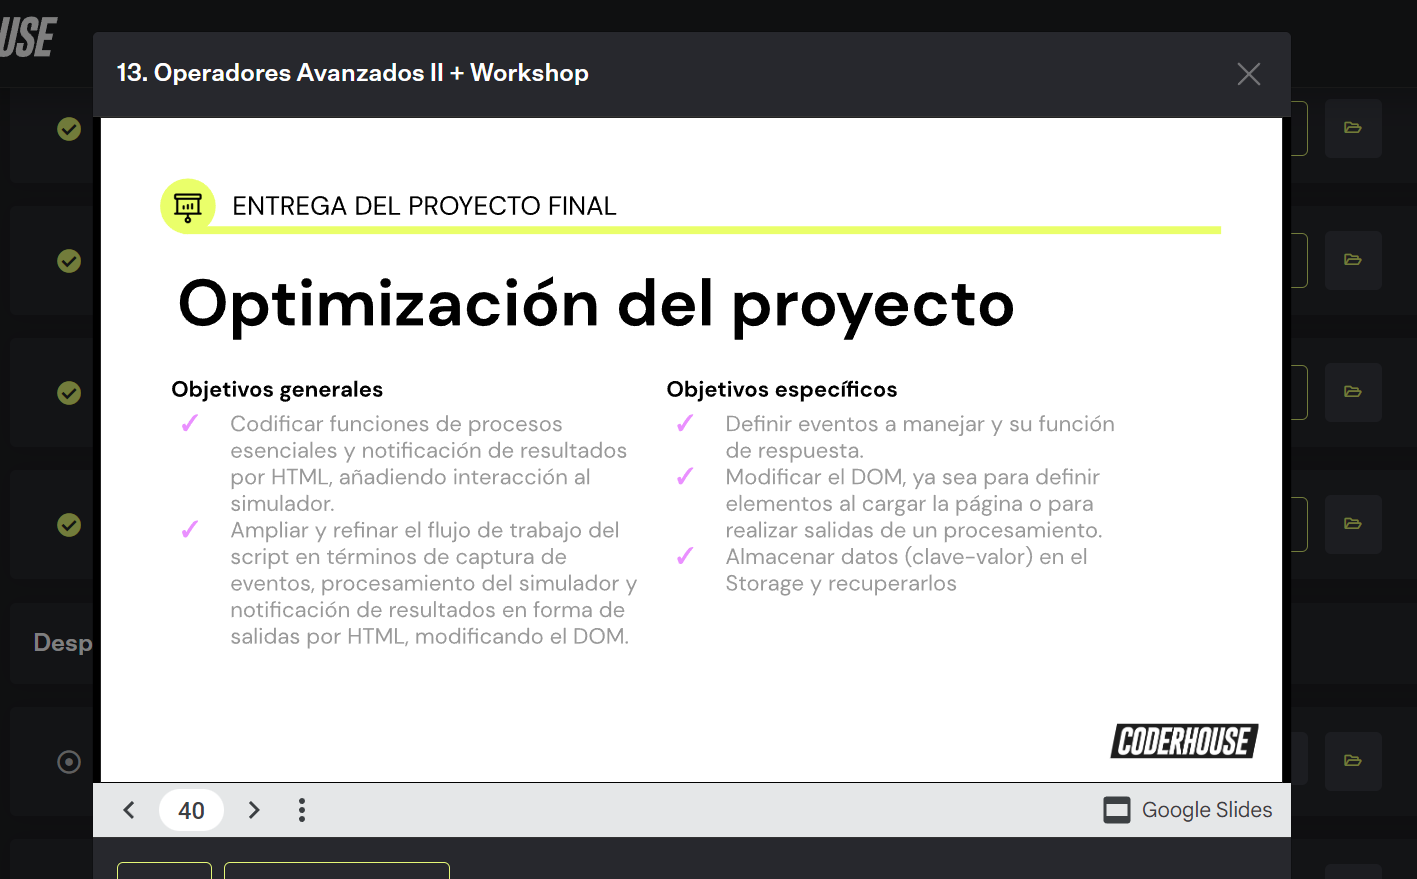 USE
13. Operadores Avanzados II + Workshop
ENTREGA DEL PROYECTO FINAL
Optimización del proyecto
Objetivos generales
✓ Codificar funciones de procesos
esenciales y notificación de resultados
por HTML, añadiendo interacción al
simulador.
✓ Ampliar y refinar el flujo de trabajo del
script en términos de captura de
eventos, procesamiento del simulador y
notificación de resultados en forma de
salidas por HTML, modificando el DOM.
Objetivos específicos
✓ Definir eventos a manejar y su función
de respuesta.
✓ Modificar el DOM, ya sea para definir
elementos al cargar la página o para
realizar salidas de un procesamiento.
✓ Almacenar datos (clave-valor) en el
Storage y recuperarlos
Desp
CODERHOUSE
40
Google Slides